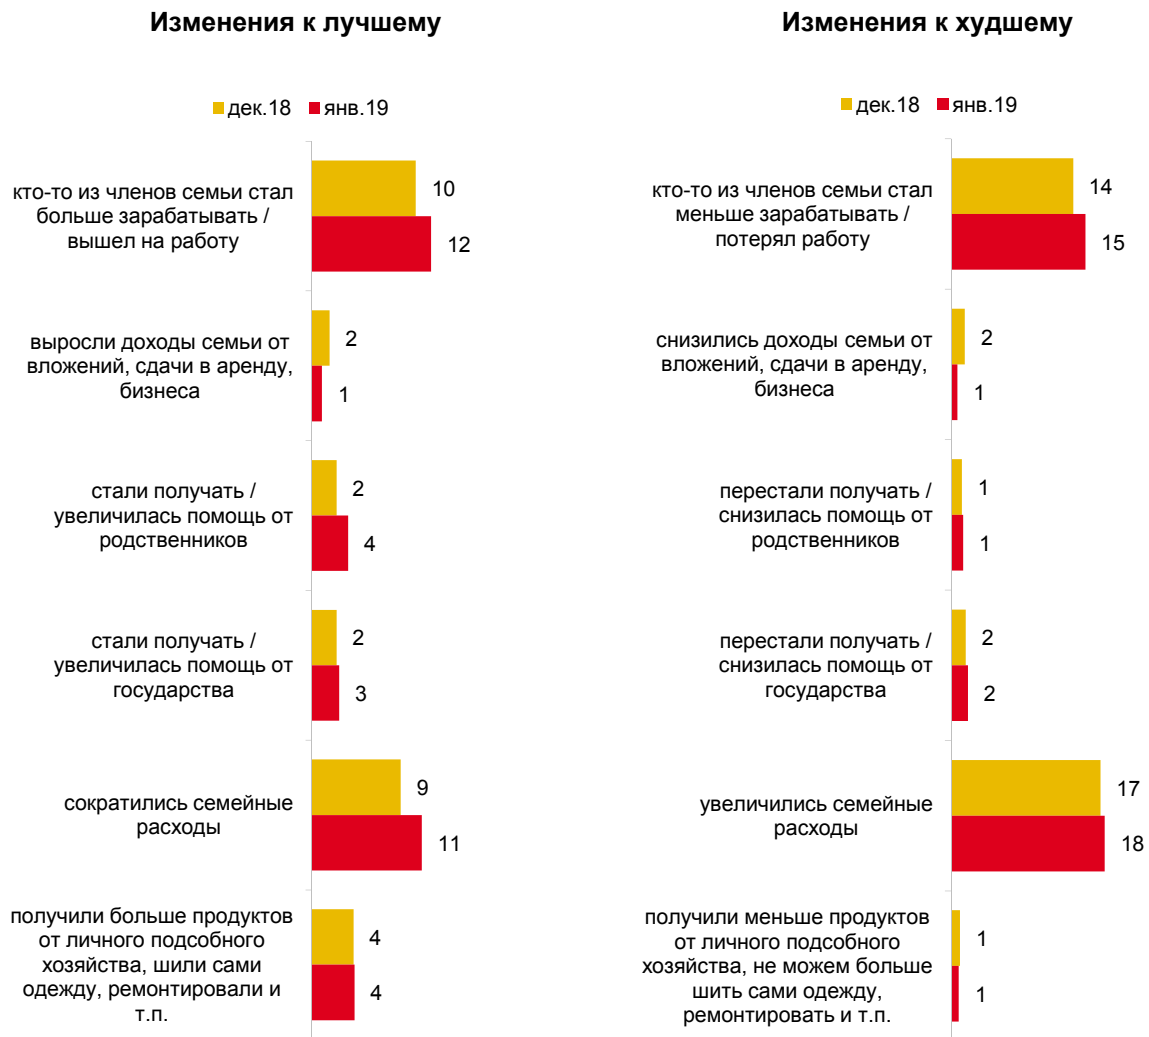 Изменения к лучшему
дек.18 янв.19
кто-то из членов семьи стал
больше зарабатывать /
вышел на работу
10
12
выросли доходы семьи от
вложений, сдачи в аренду,
бизнеса
2
1
стали получать /
увеличилась помощь от
родственников
2
4
стали получать /
увеличилась помощь от
государства
2
3
сократились семейные
расходы
9
11
получили больше продуктов
от личного подсобного
хозяйства, шили сами
одежду, ремонтировали и
т.п.
4
4
Изменения к худшему
дек.18 янв.19
кто-то из членов семьи стал
меньше зарабатывать /
потерял работу
14
15
снизились доходы семьи от
вложений, сдачи в аренду,
бизнеса
2
1
перестали получать /
снизилась помощь от
родственников
1
1
перестали получать /
снизилась помощь от
государства
2
2
увеличились семейные
расходы
17
18
получили меньше продуктов
от личного подсобного
хозяйства, не можем больше
шить сами одежду,
ремонтировать и т.п.
1
1